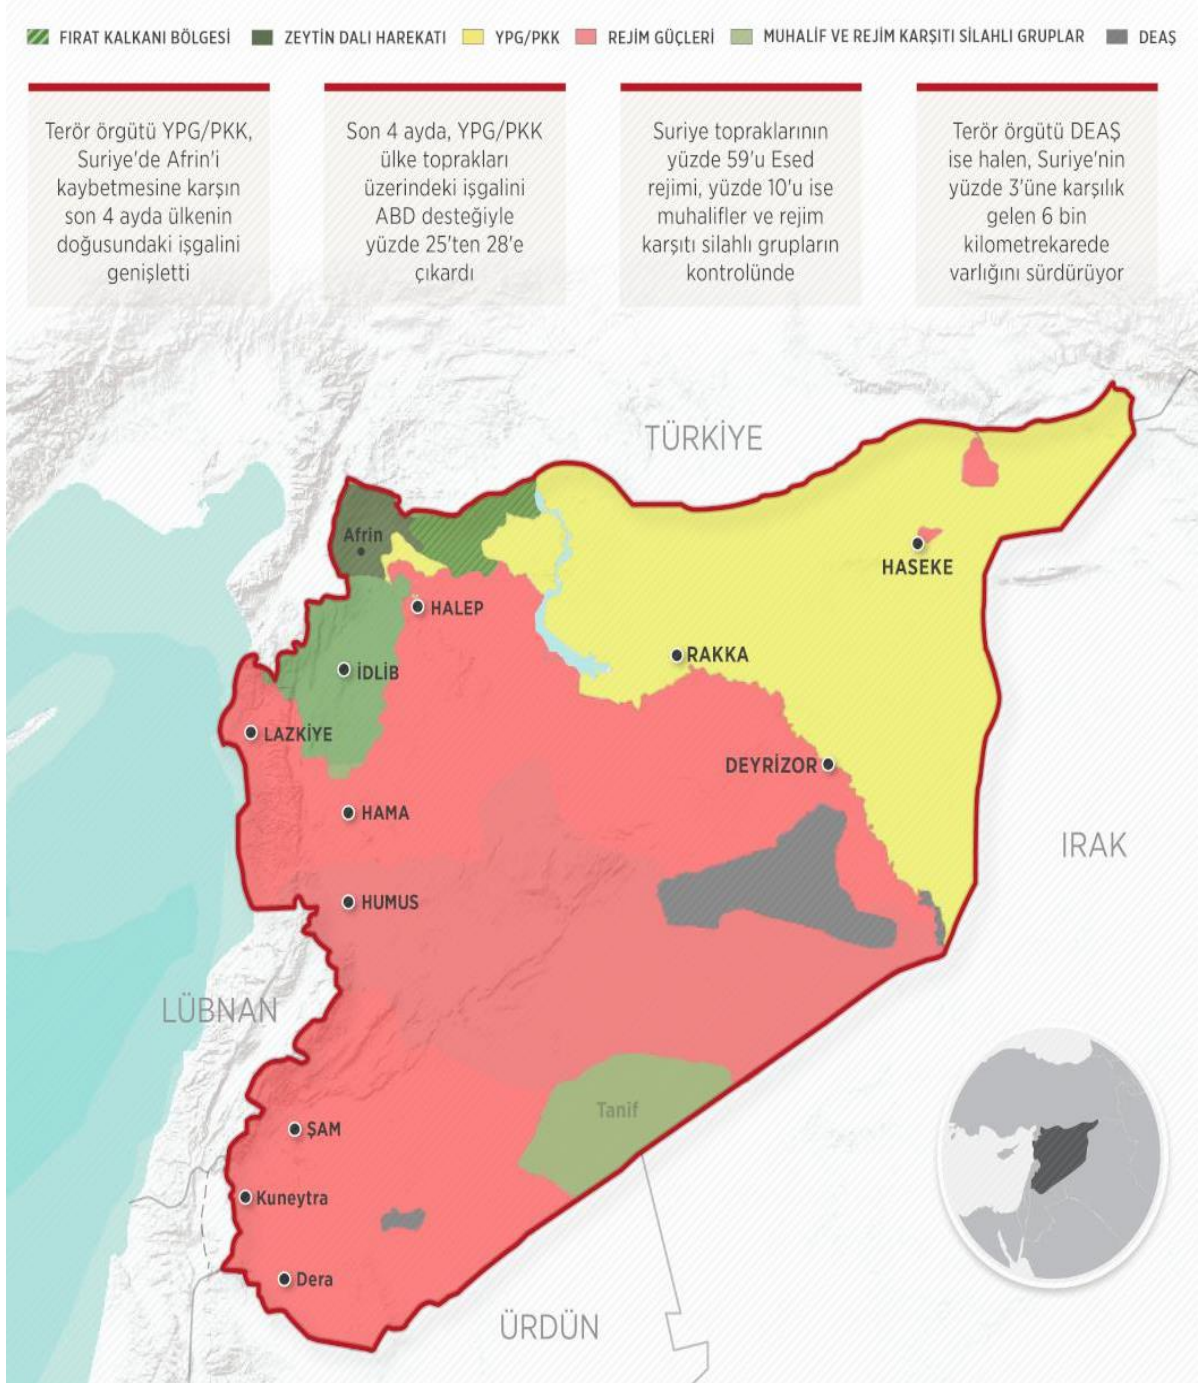 FIRAT KALKANI BÖLGESİ
ZEYTİN DALI HAREKATI
YPG/PKK
REJİM GÜÇLERİ
MUHALİF VE REJİM KARŞITI SİLAHLI GRUPLAR
DEAŞ
Terör örgütü YPG/PKK,
Suriye'de Afrin'i
kaybetmesine karşın
son 4 ayda ülkenin
doğusundaki işgalini
genişletti
Son 4 ayda, YPG/PKK
ülke toprakları
üzerindeki işgalini
ABD desteğiyle
yüzde 25'ten 28'e
çıkardı
Suriye topraklarının
yüzde 59'u Esed
rejimi, yüzde 10'u ise
muhalifler ve rejim
karşıti silahlı grupların
kontrolünde
Terör örgütü DEAŞ
ise halen, Suriye'nin
yüzde 3'üne karşılık
gelen 6 bin
kilometrekarede
varlığını sürdürüyor
TÜRKİYE
Afrin
HASEKE
HALEP
RAKKA
İDLİB
LAZKİYE
DEYRİZOR
HAMA
IRAK
HUMUS
LÜBNAN
Tanif
ŞAM
Kuneytra
Dera
ÜRDÜN